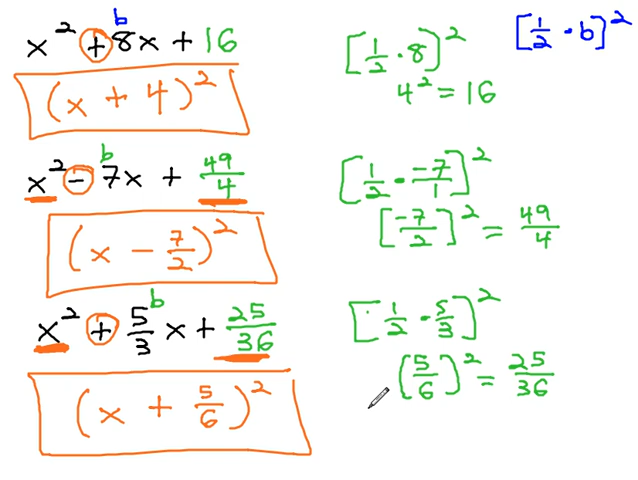 b
x² + 8x + 16
(x + 4)²
[1/2 · 8]²
4² = 16
[1/2 · b]²
b
x² - 7x + 49/4
(x - 7/2)²
[1/2 · -7/1]²
[-7/2]² = 49/4
b
x² + 5/3 x + 25/36
(x + 5/6)²
[1/2 · 5/3]²
(5/6)² = 25/36